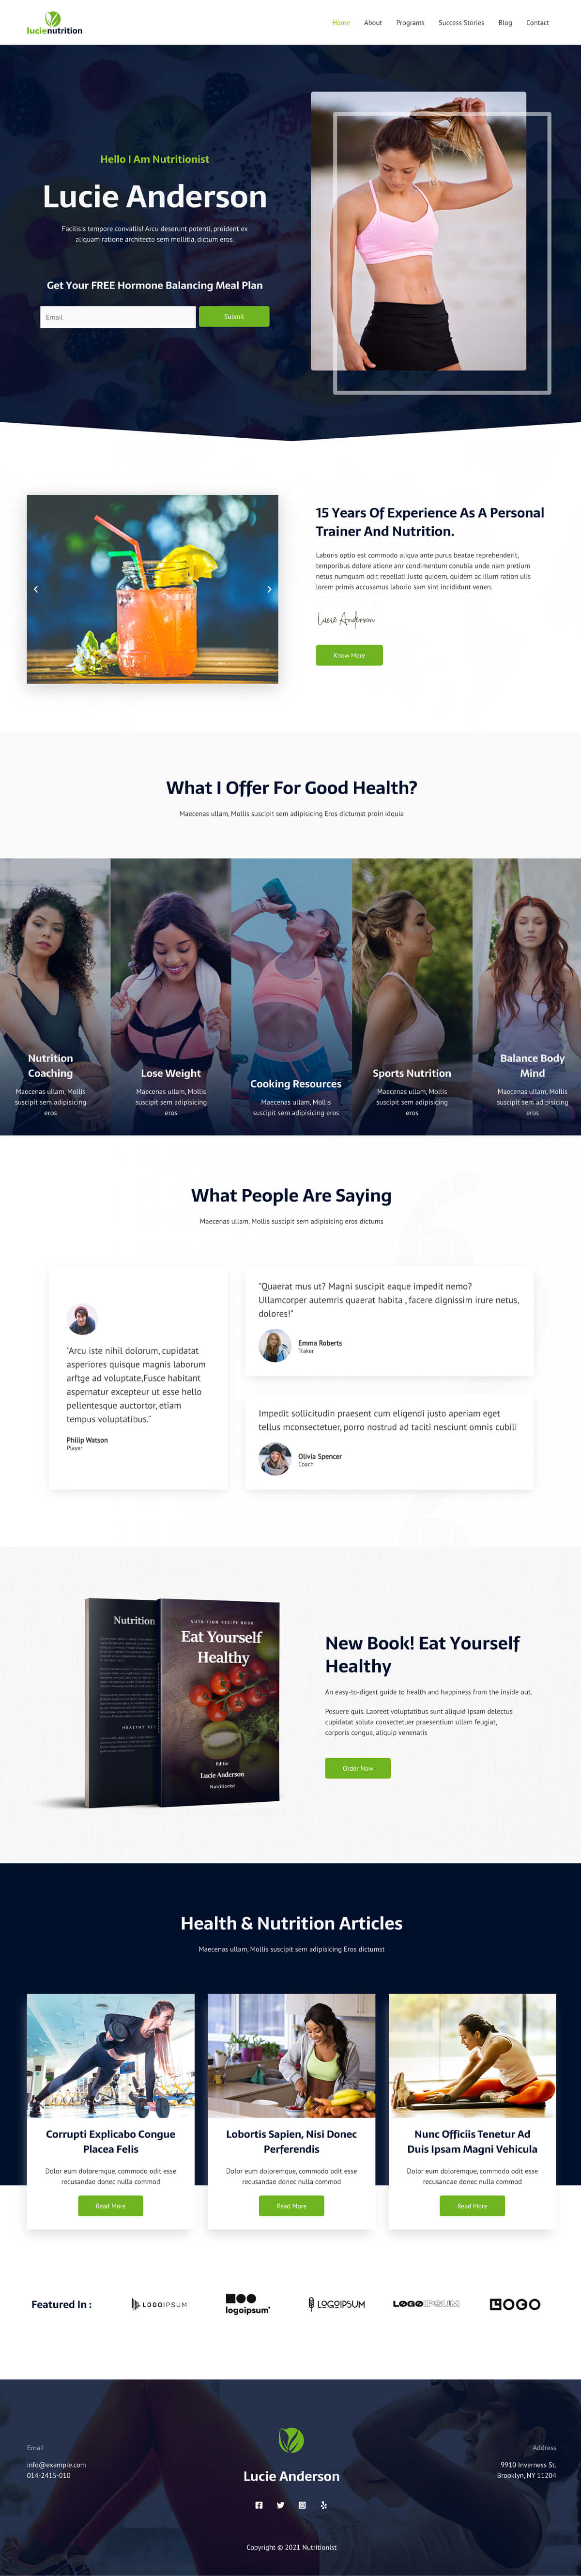 lucienutrition
Home About Programs Success Stories Blog Contact
Hello I Am Nutritionist
Lucie Anderson
Facilisis tempore convallis! Arcu deserunt potenti, proident ex
aliquam ratione architecto sem mollitia, dictum eros.
Get Your FREE Hormone Balancing Meal Plan
Email
Submit
15 Years Of Experience As A Personal
Trainer And Nutrition.
Laboris optio est commodo aliqua ante purus beatae reprehenderit,
temporibus dolore atione anr condimentum conubia unde nam pretium
netus numquam odit repellat! Justo quidem, quidem ac illum ration ulis
lorem primis accusamus laborio sam sint incididunt venen.
Lucie Anderson
Know More
What I Offer For Good Health?
Maecenas ullam, Mollis suscipit sem adipisicing Eros dictumst proin idquia
Nutrition
Coaching
Maecenas ullam, Mollis
suscipit sem adipisicing
eros
Lose Weight
Maecenas ullam, Mollis
suscipit sem adipisicing
eros
Cooking Resources
Maecenas ullam, Mollis
suscipit sem adipisicing eros
Sports Nutrition
Maecenas ullam, Mollis
suscipit sem adipisicing
eros
Balance Body
Mind
Maecenas ullam, Mollis
suscipit sem adipisicing
eros
What People Are Saying
Maecenas ullam, Mollis suscipit sem adipisicing eros dictums
"Arcu iste nihil dolorum, cupidatat
asperiores quisque magnis laborum
arftge ad voluptate,Fusce habitant
aspernatur excepteur ut esse hello
pellentesque auctortor, etiam
tempus voluptatibus."
Philip Watson
Player
"Quaerat mus ut? Magni suscipit eaque impedit nemo?
Ullamcorper autemris quaerat habita , facere dignissim irure netus,
dolores!"
Emma Roberts
Traker
Impedit sollicitudin praesent cum eligendi justo aperiam eget
tellus mconsectetuer, porro nostrud ad taciti nesciunt omnis cubili
Olivia Spencer
Coach
Nutrition
HEALTHY REC
NUTRITION RECIPE BOOK
Eat Yourself
Healthy
Editor
Lucie Anderson
Nutritionist
New Book! Eat Yourself
Healthy
An easy-to-digest guide to health and happiness from the inside out.
Posuere quis. Laoreet voluptatibus sunt aliquid ipsam delectus
cupidatat soluta consectetuer praesentium ullam feugiat,
corporis congue, aliquip venenatis
Order Now
Health & Nutrition Articles
Maecenas ullam, Mollis suscipit sem adipisicing Eros dictumst
Corrupti Explicabo Congue
Placea Felis
Dolor eum doloremque, commodo odit esse
recusandae donec nulla commod
Read More
Lobortis Sapien, Nisi Donec
Perferendis
Dolor eum doloremque, commodo odit esse
recusandae donec nulla commod
Read More
Nunc Officiis Tenetur Ad
Duis Ipsam Magni Vehicula
Dolor eum doloremque, commodo odit esse
recusandae donec nulla commod
Read More
Featured In :
LOGOIPSUM
logoipsum
LOGOIPSUM
LOGOIPSUM
LOGO
Email
info@example.com
014-2415-010
Lucie Anderson
Address
9910 Inverness St.
Brooklyn, NY 11204
Copyright © 2021 Nutritionist